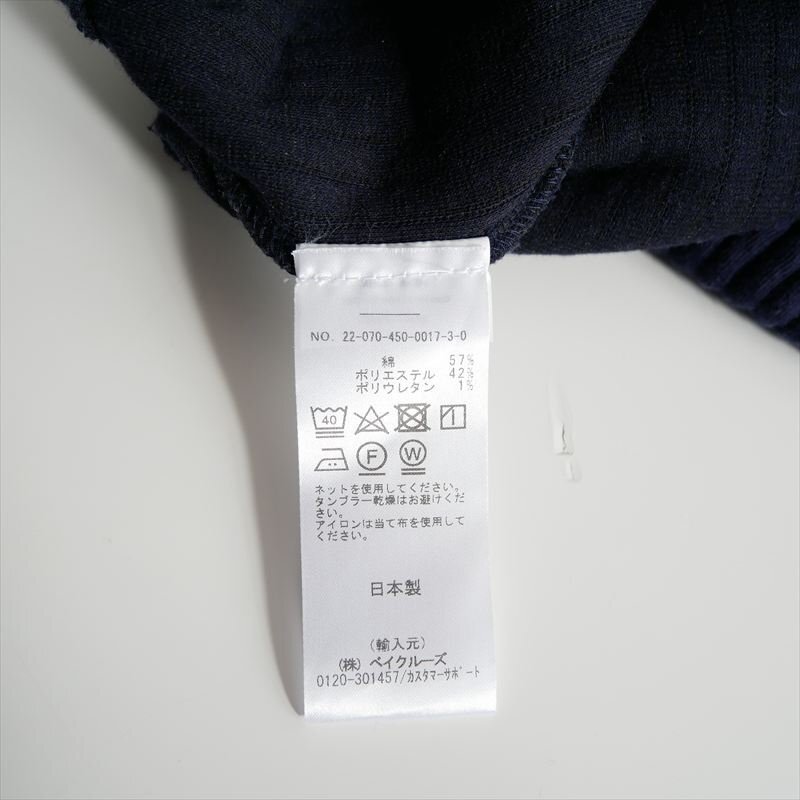 NO. 22-070-450-0017-3-0
綿 57%
ポリエステル 42%
ポリウレタン 1%
40
F W
ネットを使用してください。
タンブラー乾燥はお避けくだ
さい。
アイロンは当て布を使用して
ください。
日本製
(輸入元)
(株) ベイクルーズ
0120-301457/カスタマーサポート